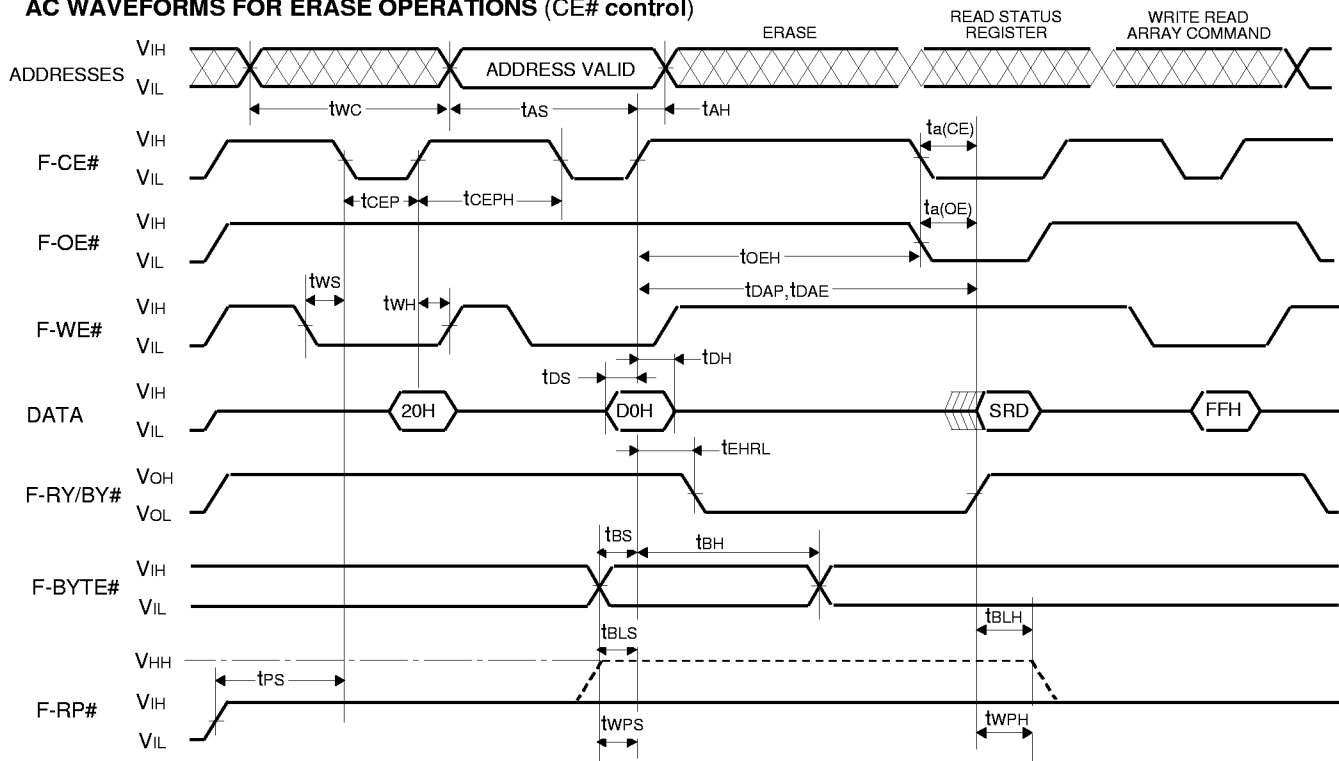 AC WAVEFORMS FOR ERASE OPERATIONS (CE# control)
ERASE
READ STATUS
REGISTER
WRITE READ
ARRAY COMMAND
ADDRESSES
VIH
VIL
ADDRESS VALID
tWC
tAS
tAH
F-CE#
VIH
VIL
ta(CE)
tCEP
tCEPH
F-OE#
VIH
VIL
ta(OE)
tOEH
tWS
tWH
tDAP,tDAE
F-WE#
VIH
VIL
tDS
tDH
DATA
VIH
VIL
20H
D0H
SRD
FFH
tEHRL
F-RY/BY#
VOH
VOL
tBS
tBH
F-BYTE#
VIH
VIL
tBLS
tBLH
VHH
tPS
F-RP#
VIH
VIL
tWPS
tWPH